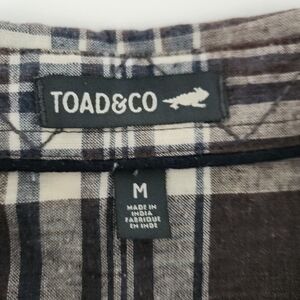 TOAD&CO
M
MADE IN
INDIA
FABRIQUÉ
EN INDE